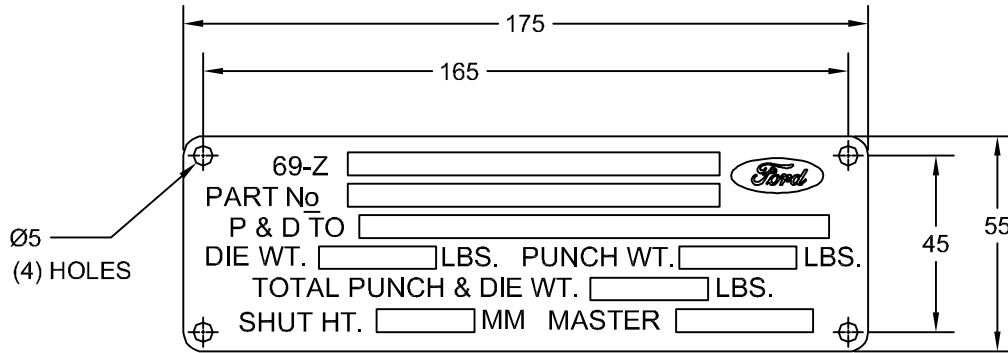 175
165
69-Z
Ford
PART No
P & D TO
DIE WT. LBS. PUNCH WT. LBS.
TOTAL PUNCH & DIE WT. LBS.
SHUT HT. MM MASTER
Ø5
(4) HOLES
45
55